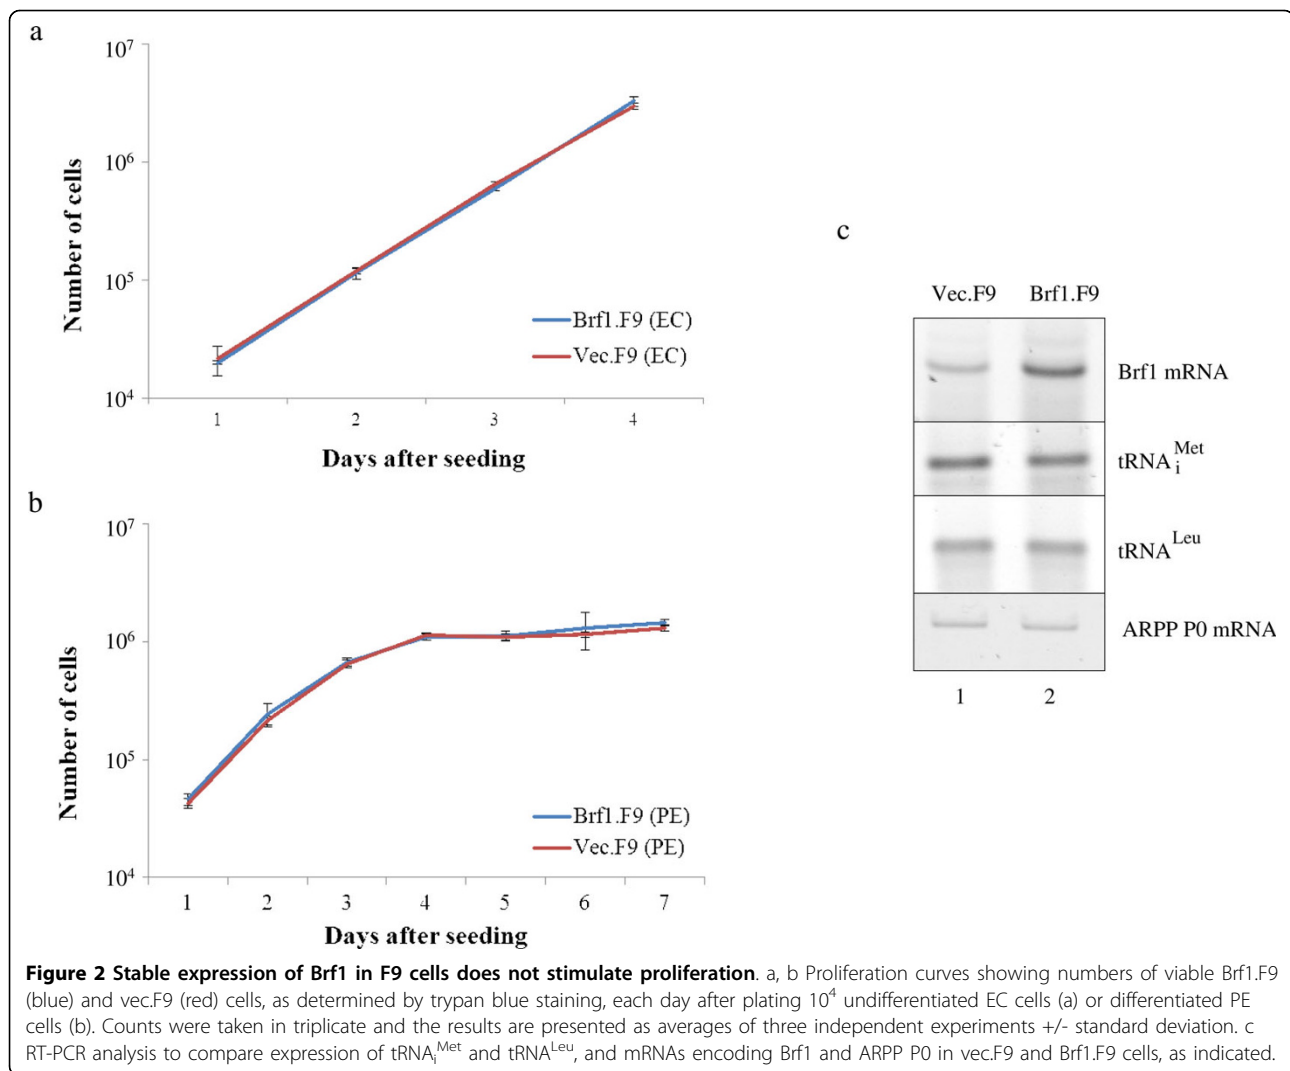 a
10⁷
10⁶
10⁵
10⁴
Number of cells
Brf1.F9 (EC)
Vec.F9 (EC)
1 2 3 4
Days after seeding
b
10⁷
10⁶
10⁵
10⁴
Number of cells
Brf1.F9 (PE)
Vec.F9 (PE)
1 2 3 4 5 6 7
Days after seeding
c
Vec.F9 Brf1.F9
Brf1 mRNA
tRNAᵢᴹᵉᵗ
tRNAᴸᵉᵘ
ARPP P0 mRNA
1 2
Figure 2 Stable expression of Brf1 in F9 cells does not stimulate proliferation. a, b Proliferation curves showing numbers of viable Brf1.F9
(blue) and vec.F9 (red) cells, as determined by trypan blue staining, each day after plating 10⁴ undifferentiated EC cells (a) or differentiated PE
cells (b). Counts were taken in triplicate and the results are presented as averages of three independent experiments +/- standard deviation. c
RT-PCR analysis to compare expression of tRNAᵢᴹᵉᵗ and tRNAᴸᵉᵘ, and mRNAs encoding Brf1 and ARPP P0 in vec.F9 and Brf1.F9 cells, as indicated.